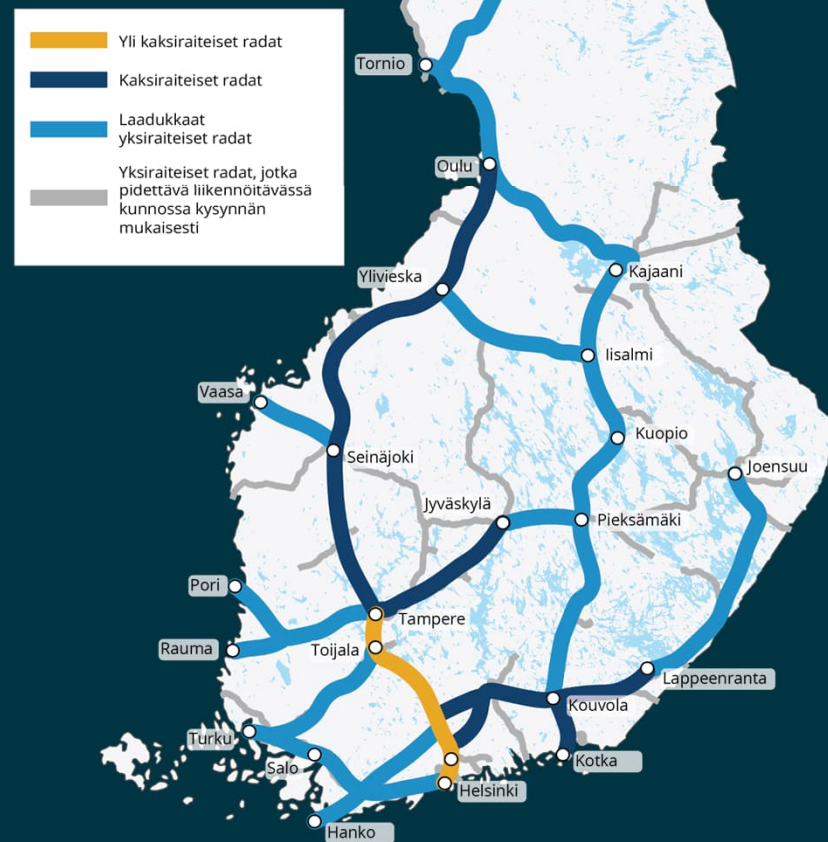 Yli kaksiraiteiset radat
Kaksiraiteiset radat
Laadukkaat
yksiraiteiset radat
Yksiraiteiset radat, jotka
pidettävä liikennöitävässä
kunnossa kysynnän
mukaisesti
Tornio
Oulu
Ylivieska
Kajaani
Iisalmi
Vaasa
Seinäjoki
Kuopio
Joensuu
Jyväskylä
Pieksämäki
Pori
Tampere
Rauma
Toijala
Lappeenranta
Kouvola
Turku
Salo
Kotka
Helsinki
Hanko